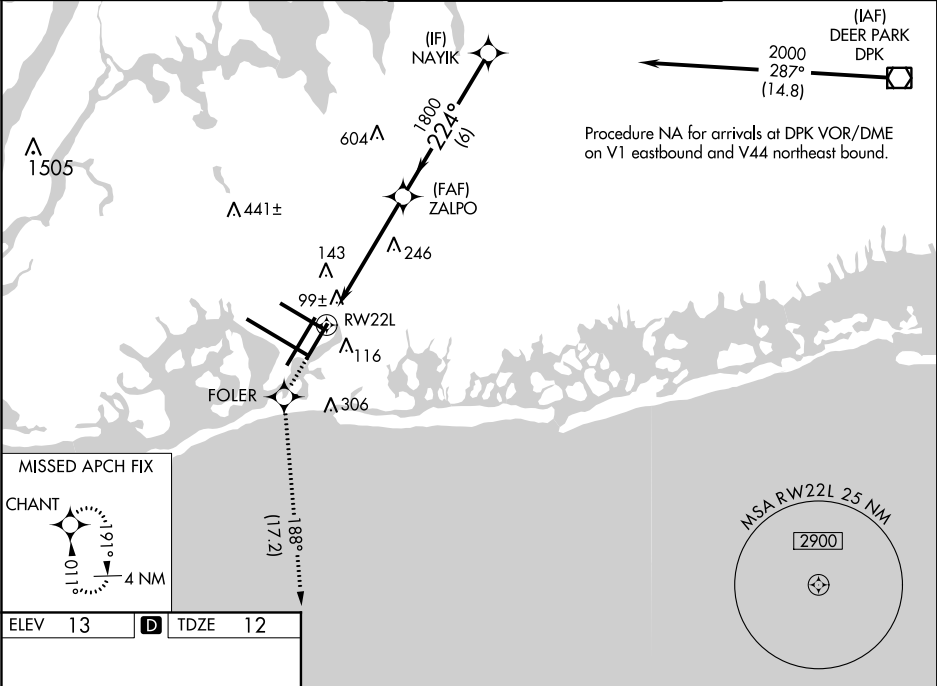 (IF)
NAYIK
(IAF)
DEER PARK
DPK
2000
287°
(14.8)
1800
224°
(6)
604
Procedure NA for arrivals at DPK VOR/DME
on V1 eastbound and V44 northeast bound.
1505
(FAF)
ZALPO
441±
246
143
99±
RW22L
116
FOLER
306
MISSED APCH FIX
CHANT
191°
011°
4 NM
188°
(17.2)
MSA RW22L 25 NM
2900
ELEV 13 D TDZE 12